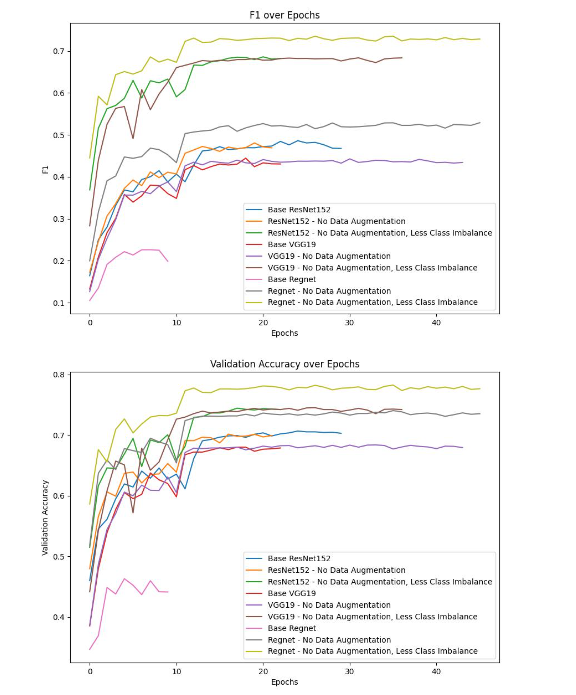 F1 over Epochs
0.7
0.6
0.5
0.4
0.3
0.2
0.1
F1
Base ResNet152
ResNet152 - No Data Augmentation
ResNet152 - No Data Augmentation, Less Class Imbalance
Base VGG19
VGG19 - No Data Augmentation
VGG19 - No Data Augmentation, Less Class Imbalance
Base Regnet
Regnet - No Data Augmentation
Regnet - No Data Augmentation, Less Class Imbalance
0 10 20 30 40
Epochs
Validation Accuracy over Epochs
0.8
0.7
0.6
0.5
0.4
Validation Accuracy
Base ResNet152
ResNet152 - No Data Augmentation
ResNet152 - No Data Augmentation, Less Class Imbalance
Base VGG19
VGG19 - No Data Augmentation
VGG19 - No Data Augmentation, Less Class Imbalance
Base Regnet
Regnet - No Data Augmentation
Regnet - No Data Augmentation, Less Class Imbalance
0 10 20 30 40
Epochs